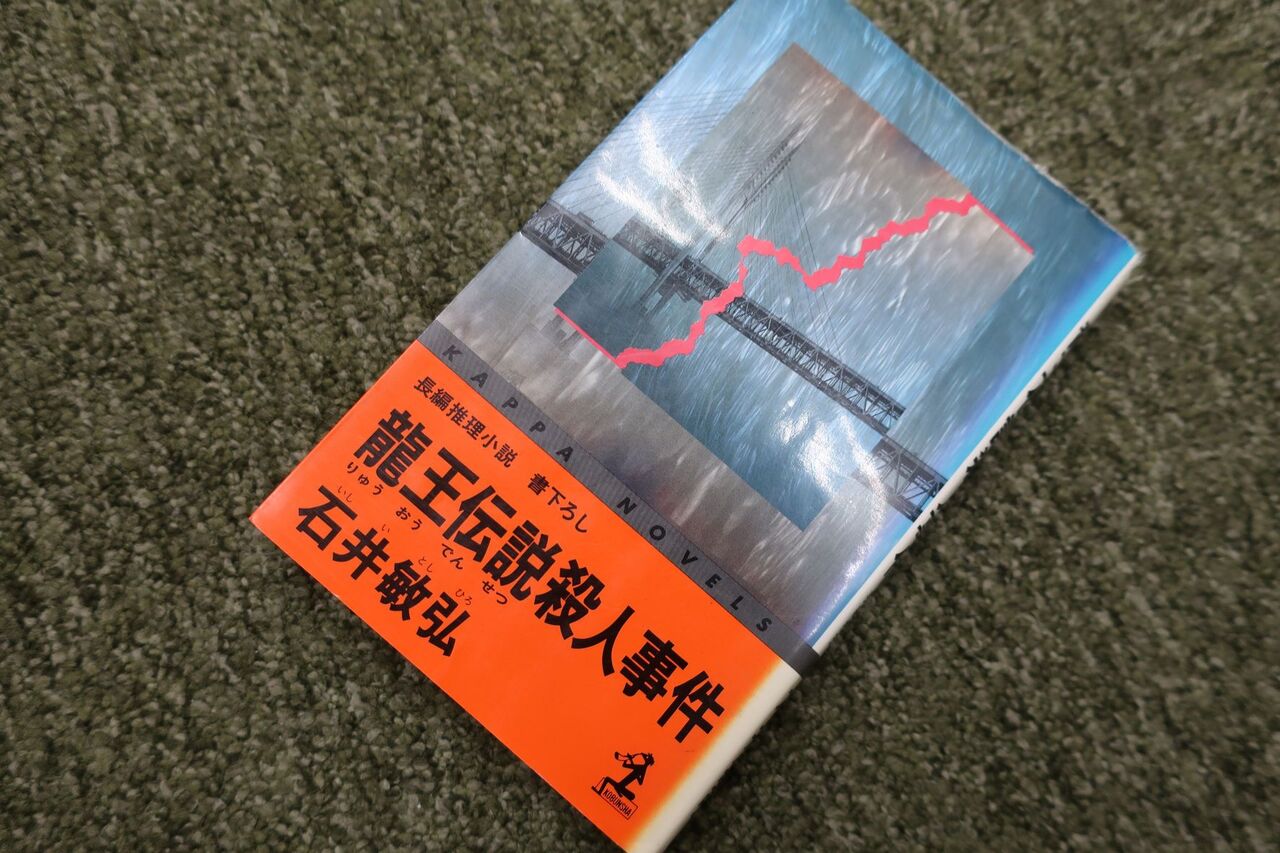 KAPPA NOVELS
長編推理小説 書下ろし
龍王伝説殺人事件
りゅう おう でん せつ
いし い とし ひろ
石井敏弘
KOBUNSHA